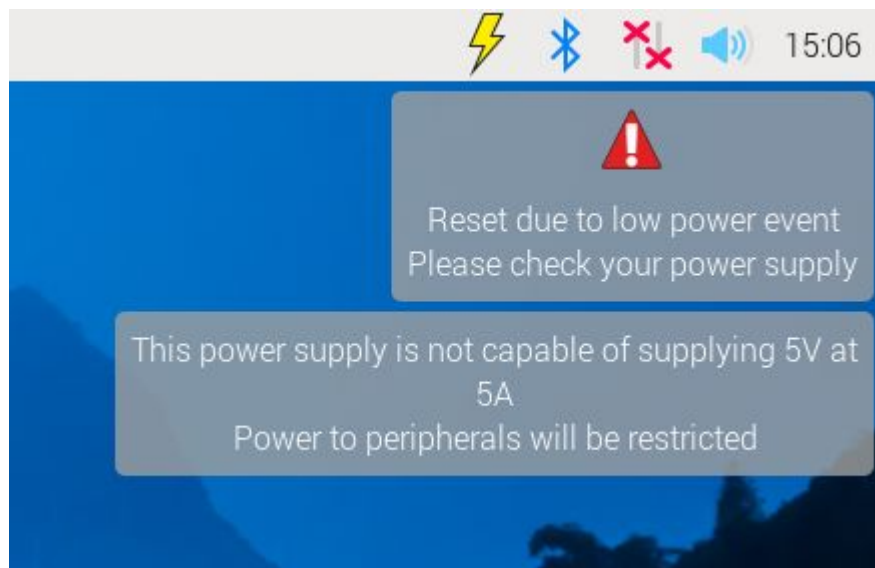 15:06
Reset due to low power event
Please check your power supply
This power supply is not capable of supplying 5V at
5A
Power to peripherals will be restricted